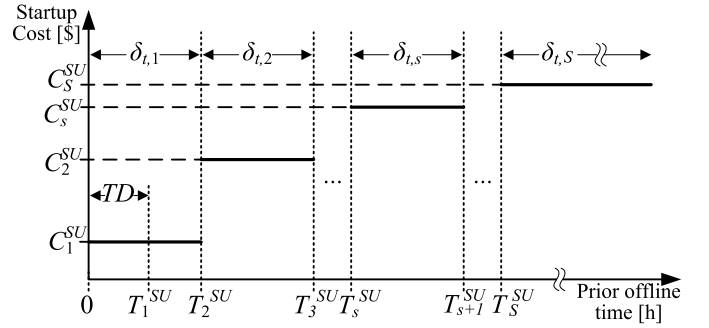 Startup
Cost [$]
δt,1 δt,2 δt,s δt,S
C_S^SU
C_s^SU
C_2^SU
TD
... ...
C_1^SU
0 T_1^SU T_2^SU T_3^SU T_s^SU T_s+1^SU T_S^SU
Prior offline
time [h]